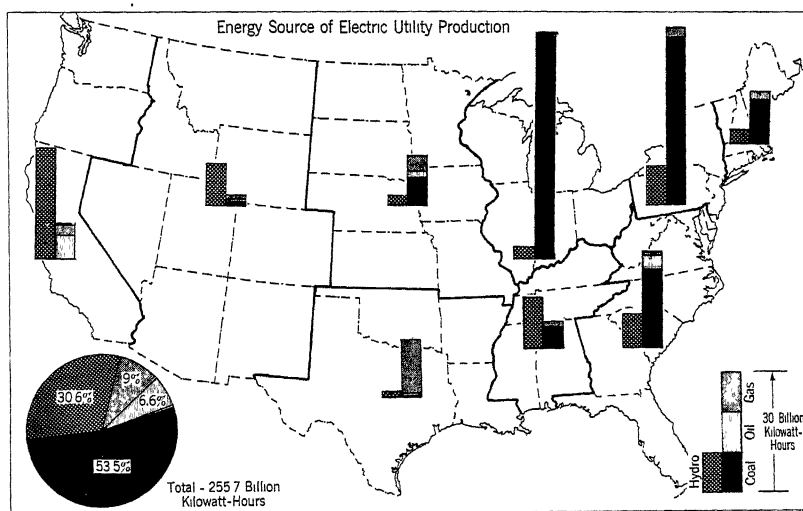 Energy Source of Electric Utility Production
30 6%
9%
6.6%
53 5%
Total - 255 7 Billion
Kilowatt-Hours
Hydro
Coal
Oil
Gas
30 Billion
Kilowatt-
Hours